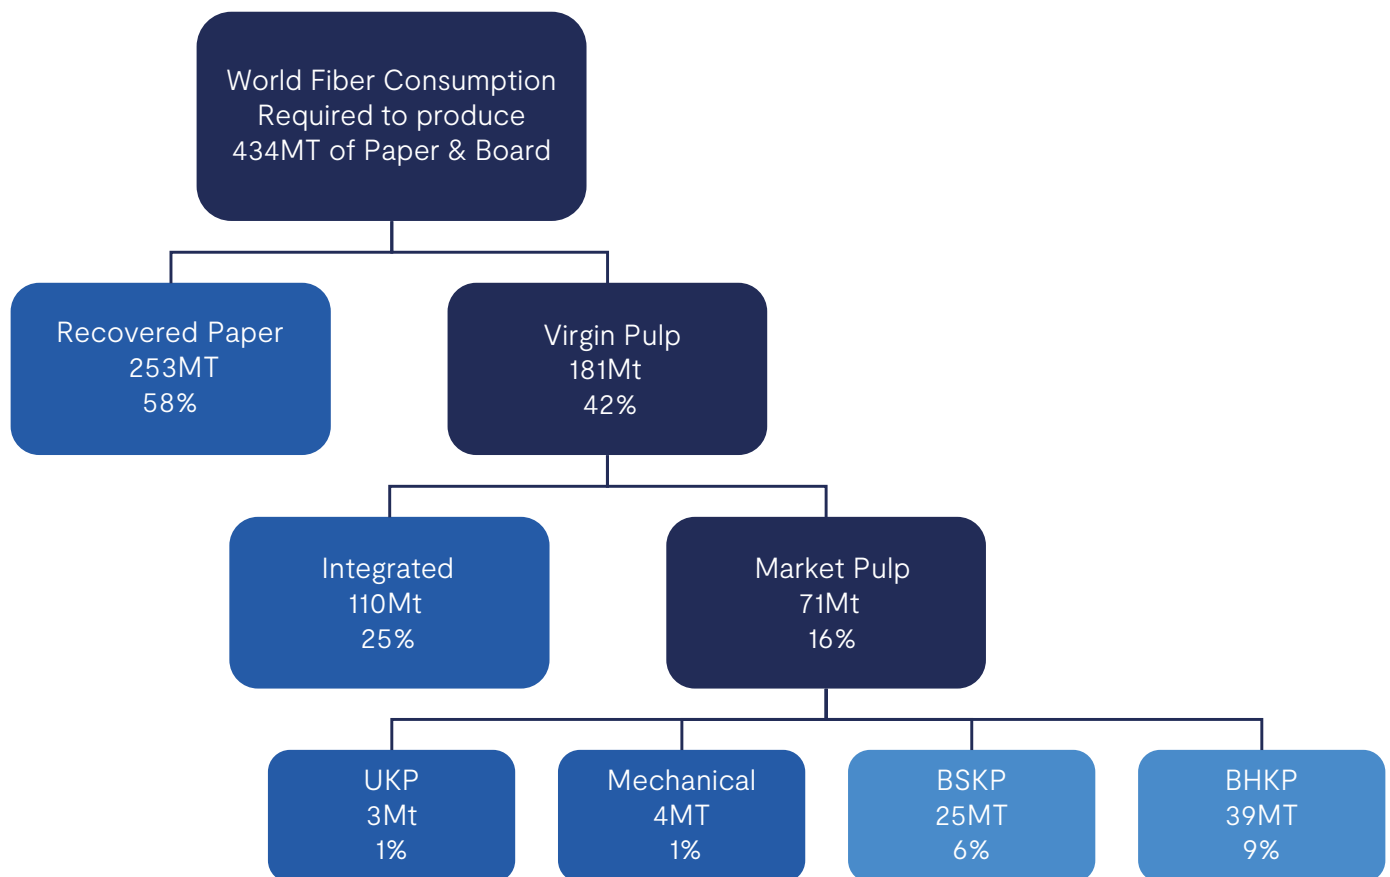 World Fiber Consumption
Required to produce
434MT of Paper & Board
Recovered Paper
253MT
58%
Virgin Pulp
181Mt
42%
Integrated
110Mt
25%
Market Pulp
71Mt
16%
UKP
3Mt
1%
Mechanical
4MT
1%
BSKP
25MT
6%
BHKP
39MT
9%